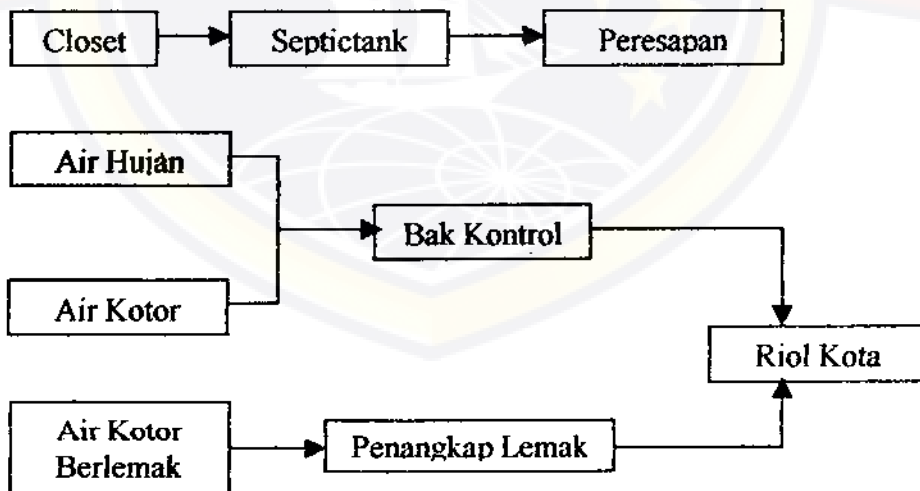 Closet
Septictank
Peresapan
Air Hujan
Bak Kontrol
Air Kotor
Riol Kota
Air Kotor
Berlemak
Penangkap Lemak